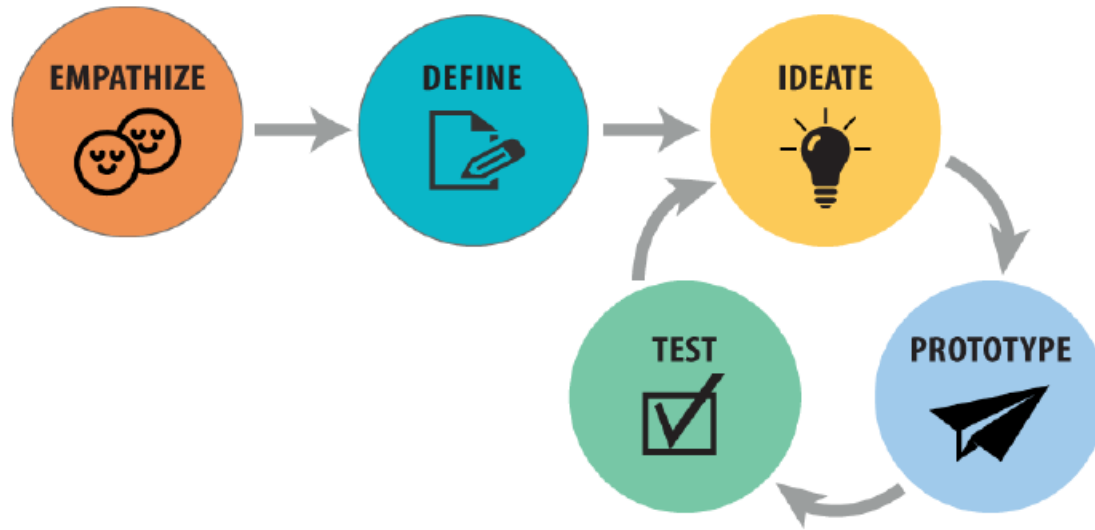 EMPATHIZE
DEFINE
IDEATE
PROTOTYPE
TEST